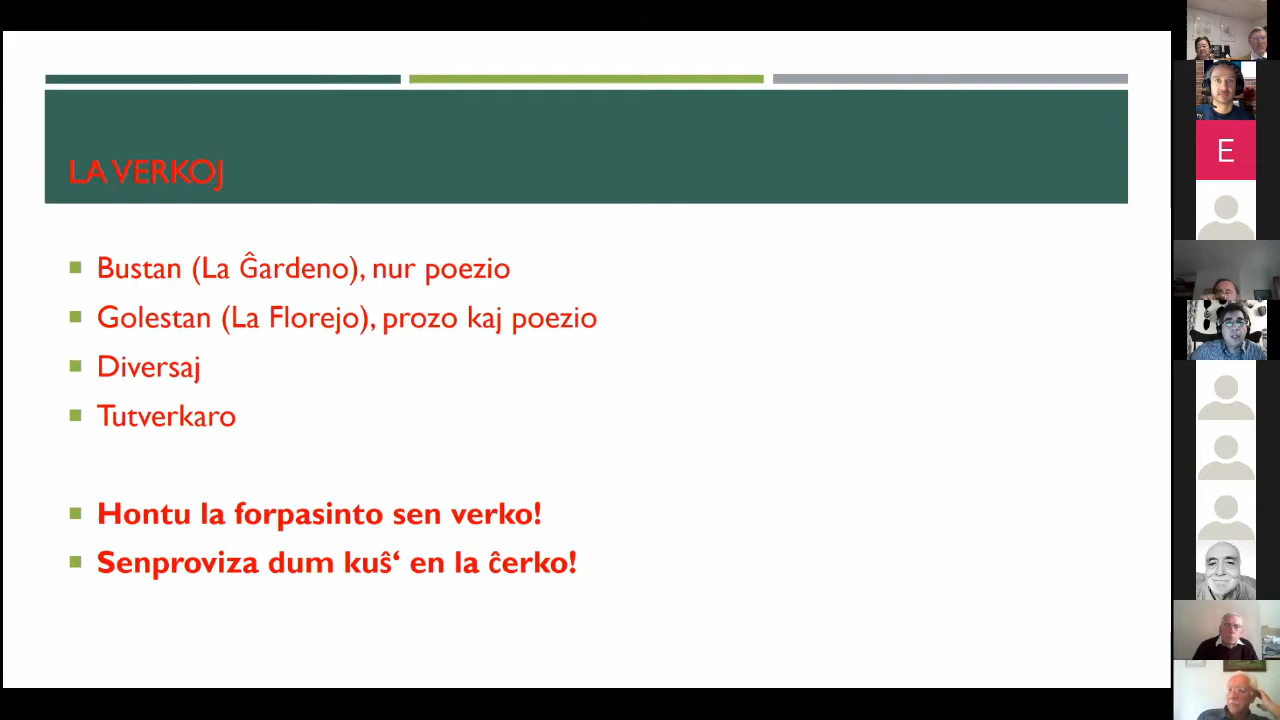 LA VERKOJ
Bustan (La Ĝardeno), nur poezio
Golestan (La Florejo), prozo kaj poezio
Diversaj
Tutverkaro
Hontu la forpasinto sen verko!
Senproviza dum kuŝ‘ en la ĉerko!
E